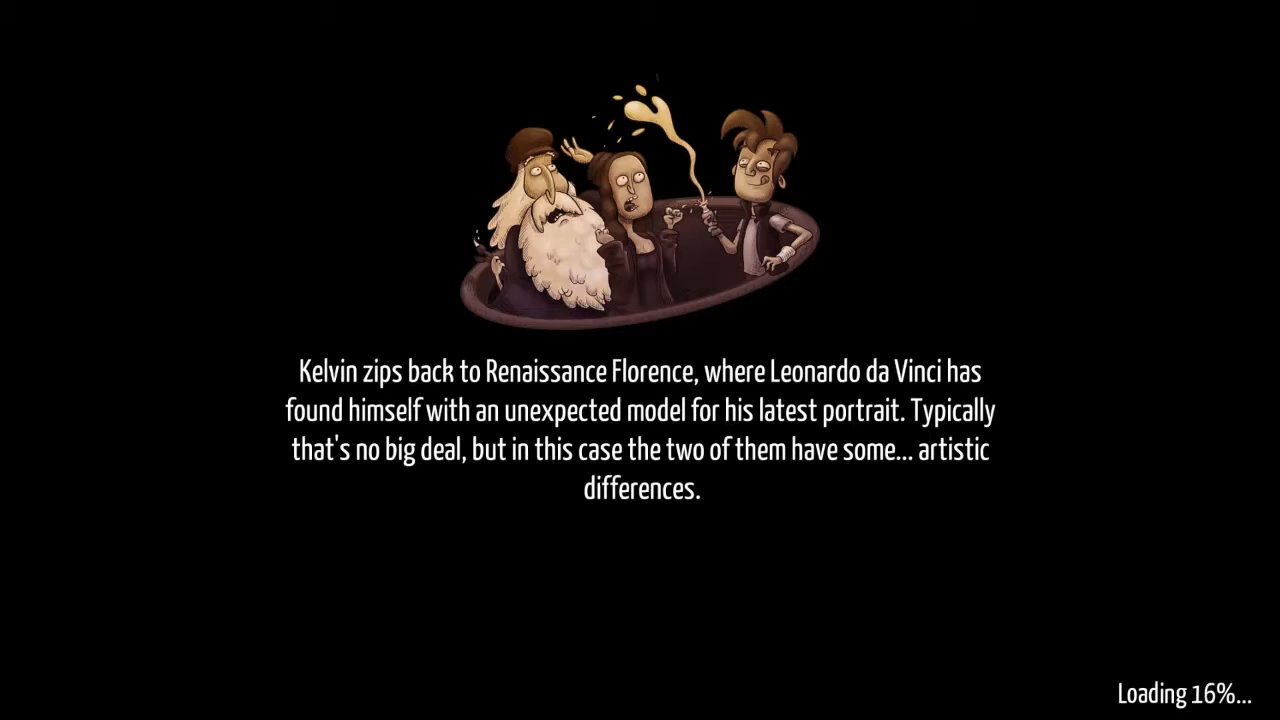 Kelvin zips back to Renaissance Florence, where Leonardo da Vinci has
found himself with an unexpected model for his latest portrait. Typically
that's no big deal, but in this case the two of them have some... artistic
differences.
Loading 16%...